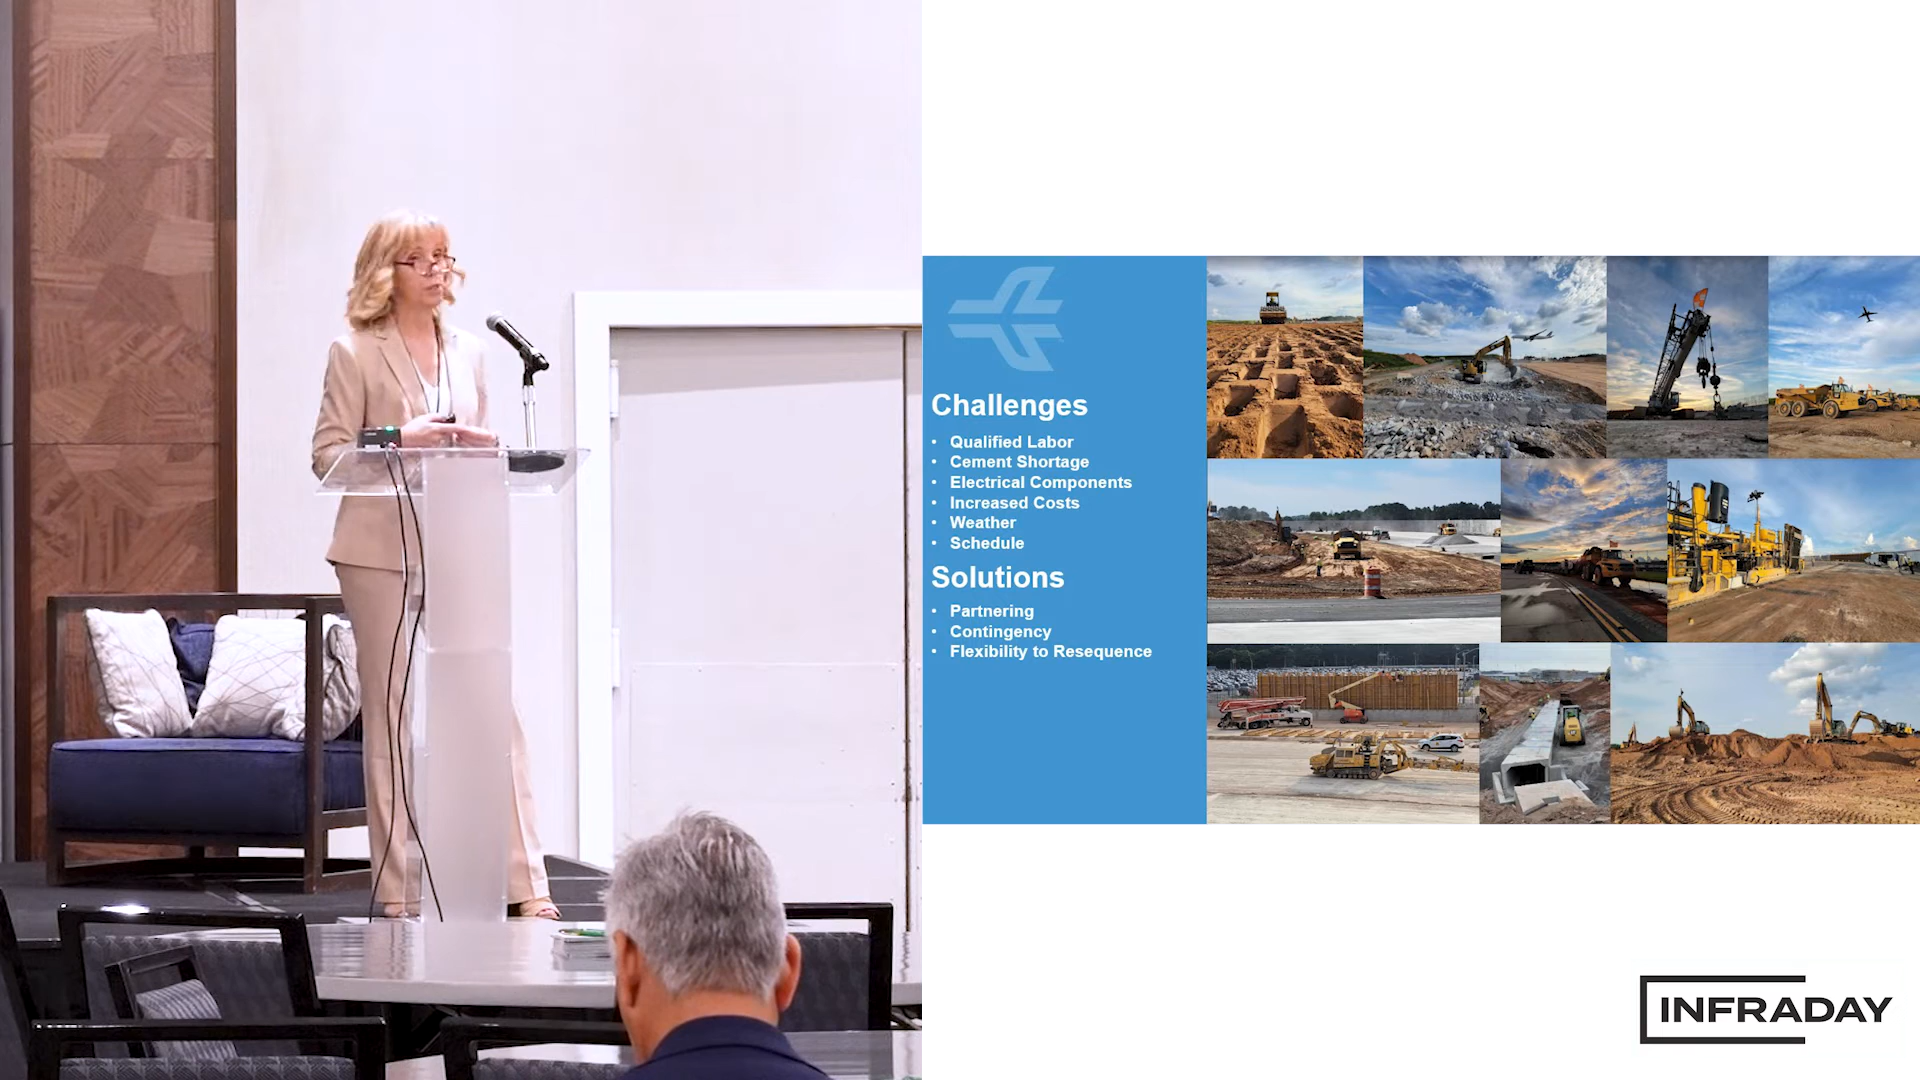 Challenges
• Qualified Labor
• Cement Shortage
• Electrical Components
• Increased Costs
• Weather
• Schedule
Solutions
• Partnering
• Contingency
• Flexibility to Resequence
INFRADAY